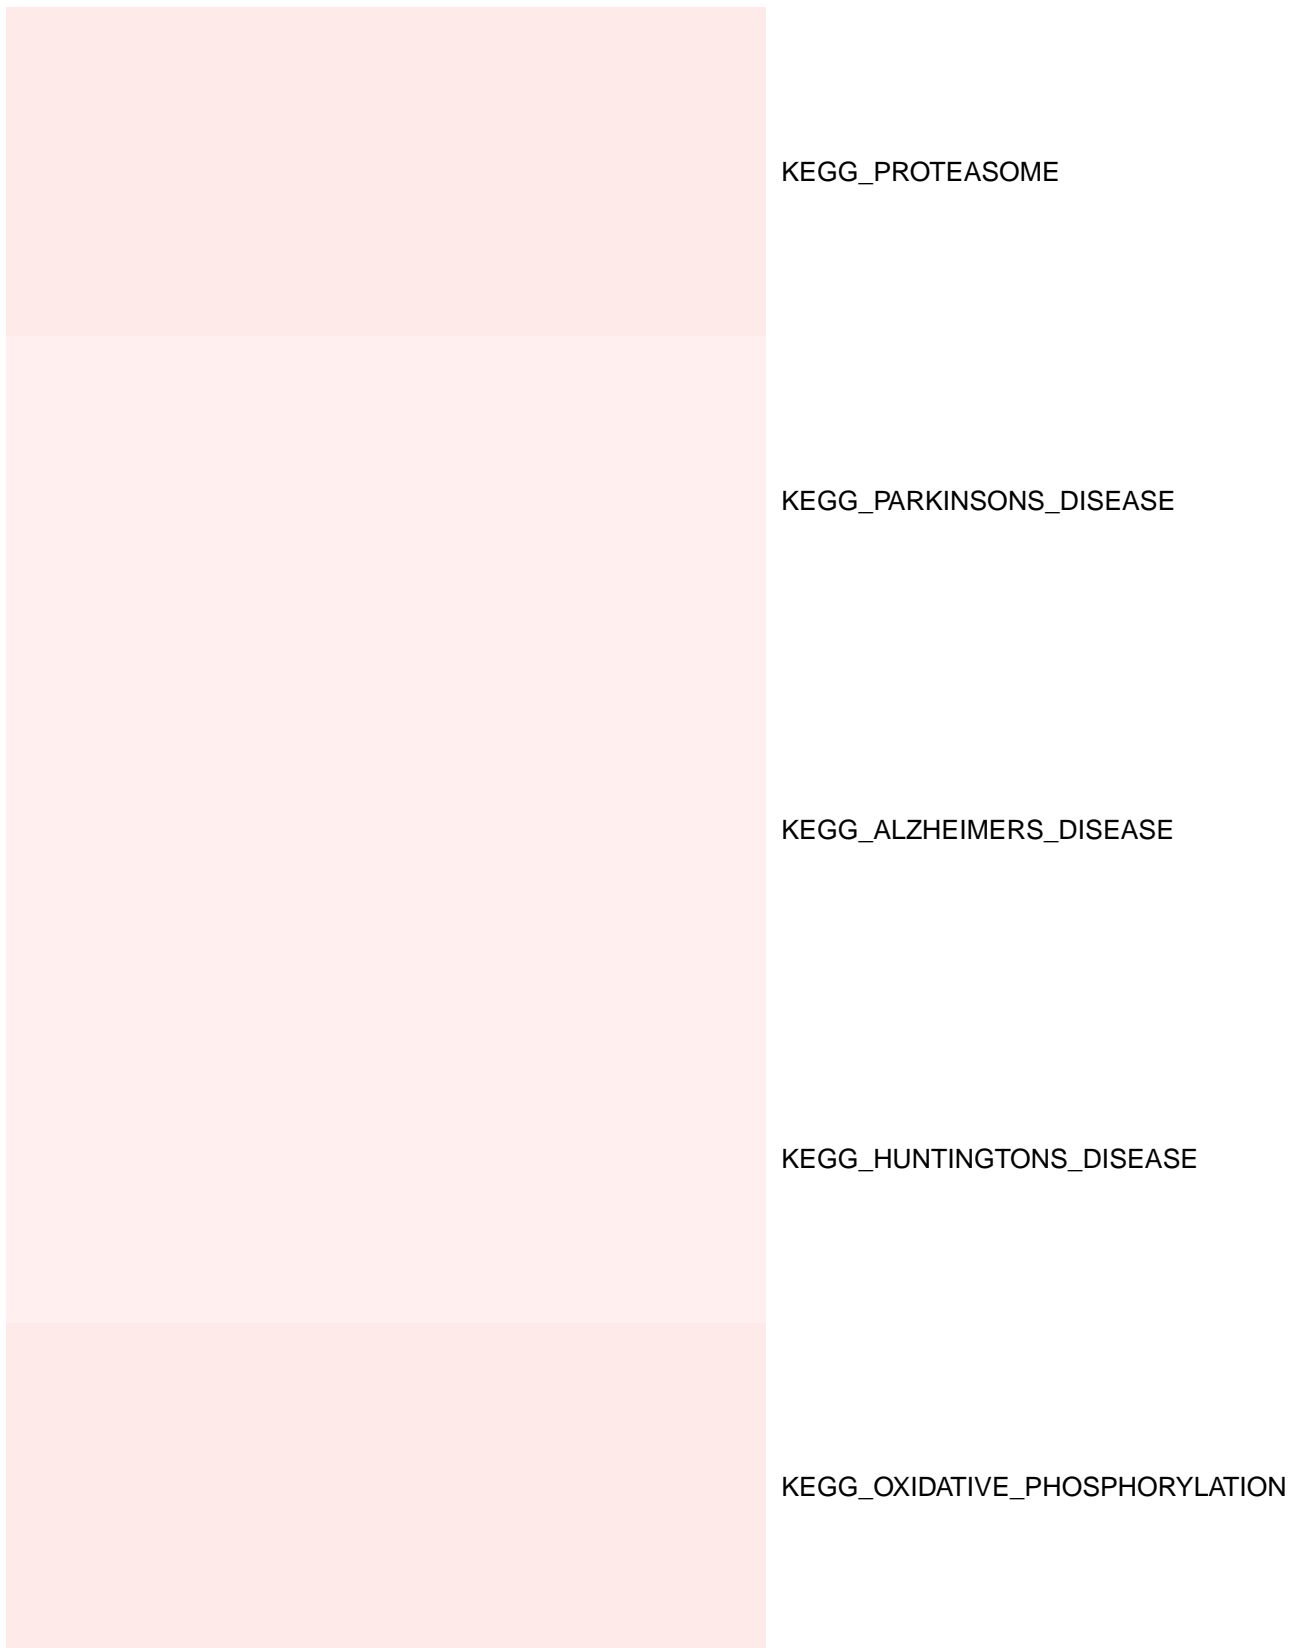 KEGG_PROTEASOME
KEGG_PARKINSONS_DISEASE
KEGG_ALZHEIMERS_DISEASE
KEGG_HUNTINGTONS_DISEASE
KEGG_OXIDATIVE_PHOSPHORYLATION